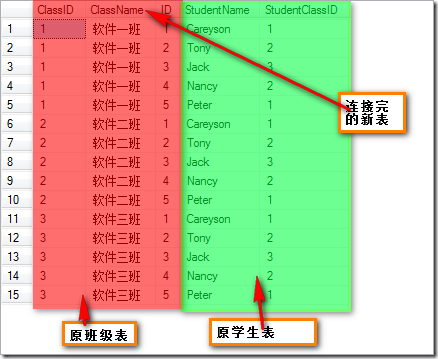 ClassID ClassName ID StudentName StudentClassID
1 1 软件一班 1 Careyson 1
2 1 软件一班 2 Tony 2
3 1 软件一班 3 Jack 3
4 1 软件一班 4 Nancy 2
5 1 软件一班 5 Peter 1
6 2 软件二班 1 Careyson 1
7 2 软件二班 2 Tony 2
8 2 软件二班 3 Jack 3
9 2 软件二班 4 Nancy 2
10 2 软件二班 5 Peter 1
11 3 软件三班 1 Careyson 1
12 3 软件三班 2 Tony 2
13 3 软件三班 3 Jack 3
14 3 软件三班 4 Nancy 2
15 3 软件三班 5 Peter 1
连接完
的新表
原班级表
原学生表